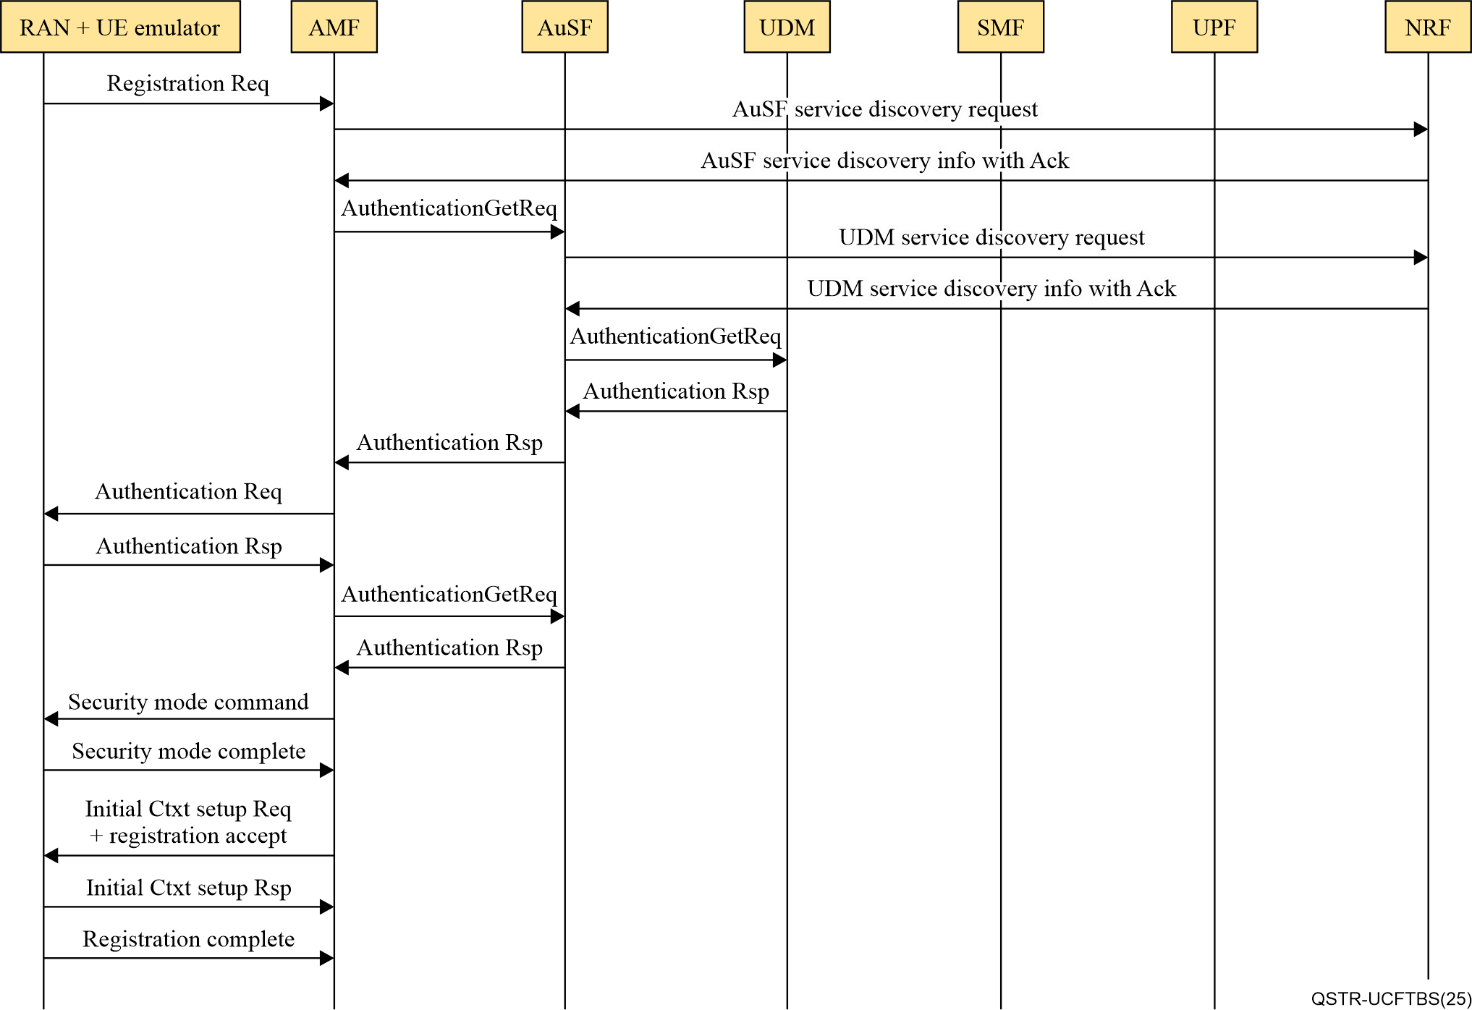 RAN + UE emulator
AMF
AuSF
UDM
SMF
UPF
NRF
Registration Req
AuSF service discovery request
AuSF service discovery info with Ack
AuthenticationGetReq
UDM service discovery request
UDM service discovery info with Ack
AuthenticationGetReq
Authentication Rsp
Authentication Rsp
Authentication Req
Authentication Rsp
AuthenticationGetReq
Authentication Rsp
Security mode command
Security mode complete
Initial Ctxt setup Req
+ registration accept
Initial Ctxt setup Rsp
Registration complete
QSTR-UCFTBS(25)